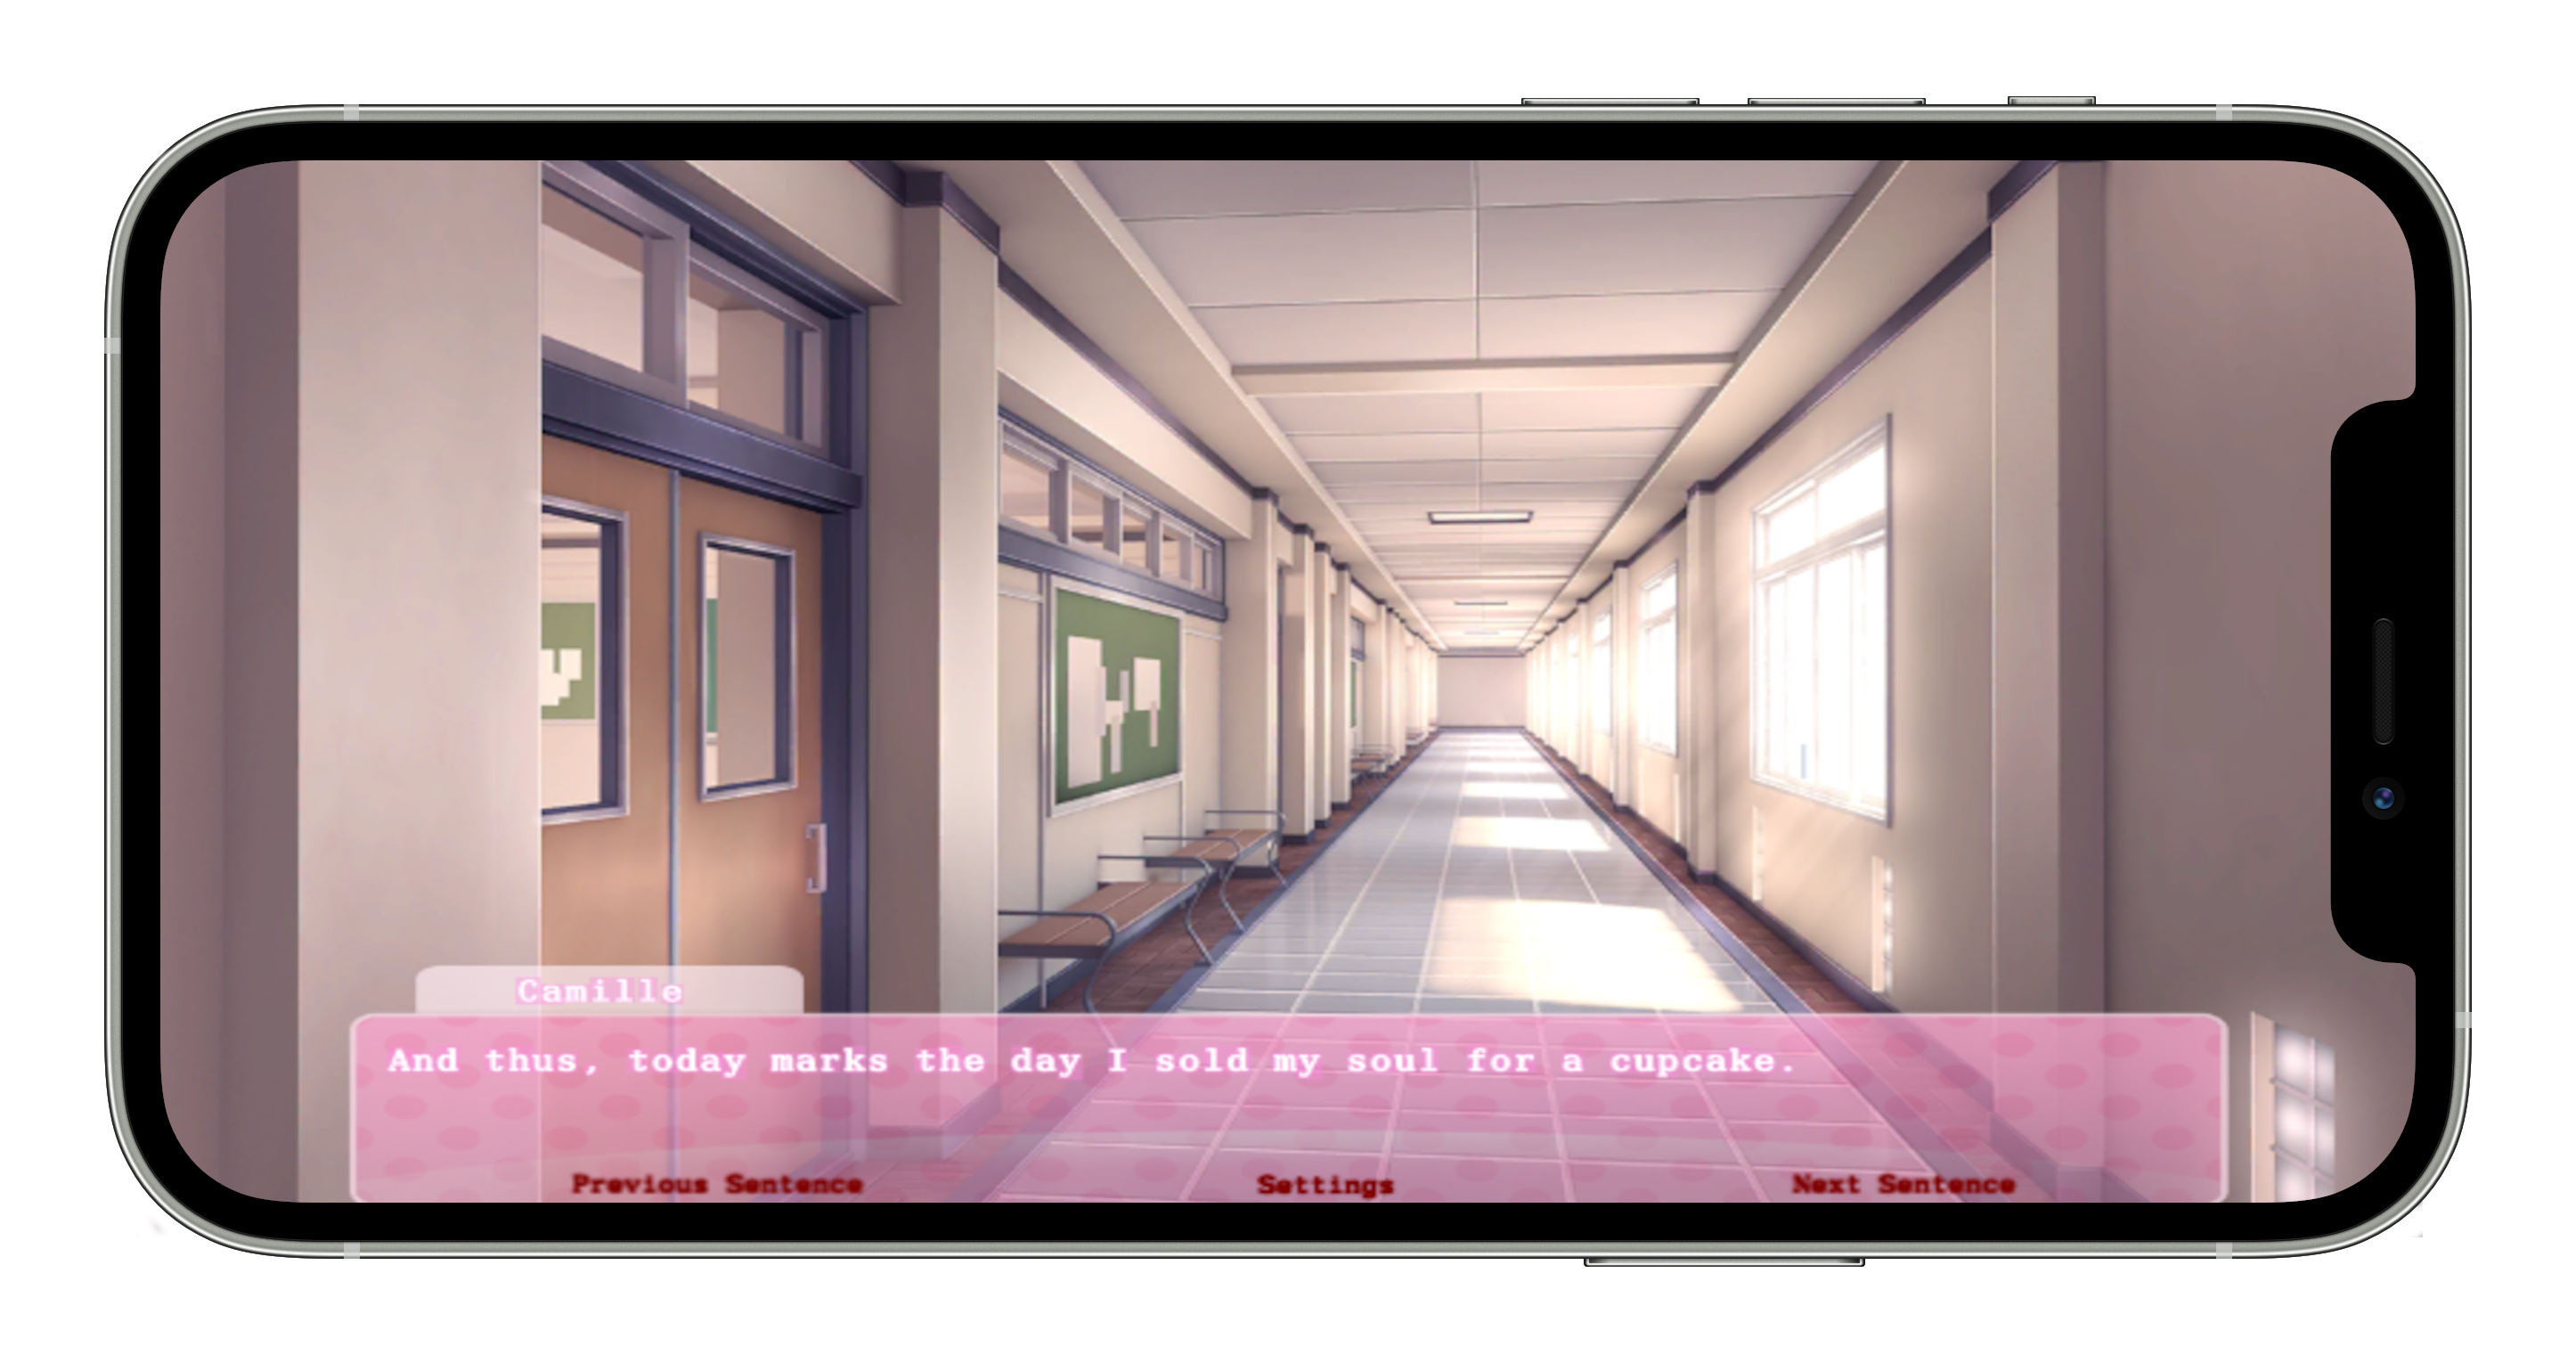 Camille
And thus, today marks the day I sold my soul for a cupcake.
Previous Sentence Settings Next Sentence